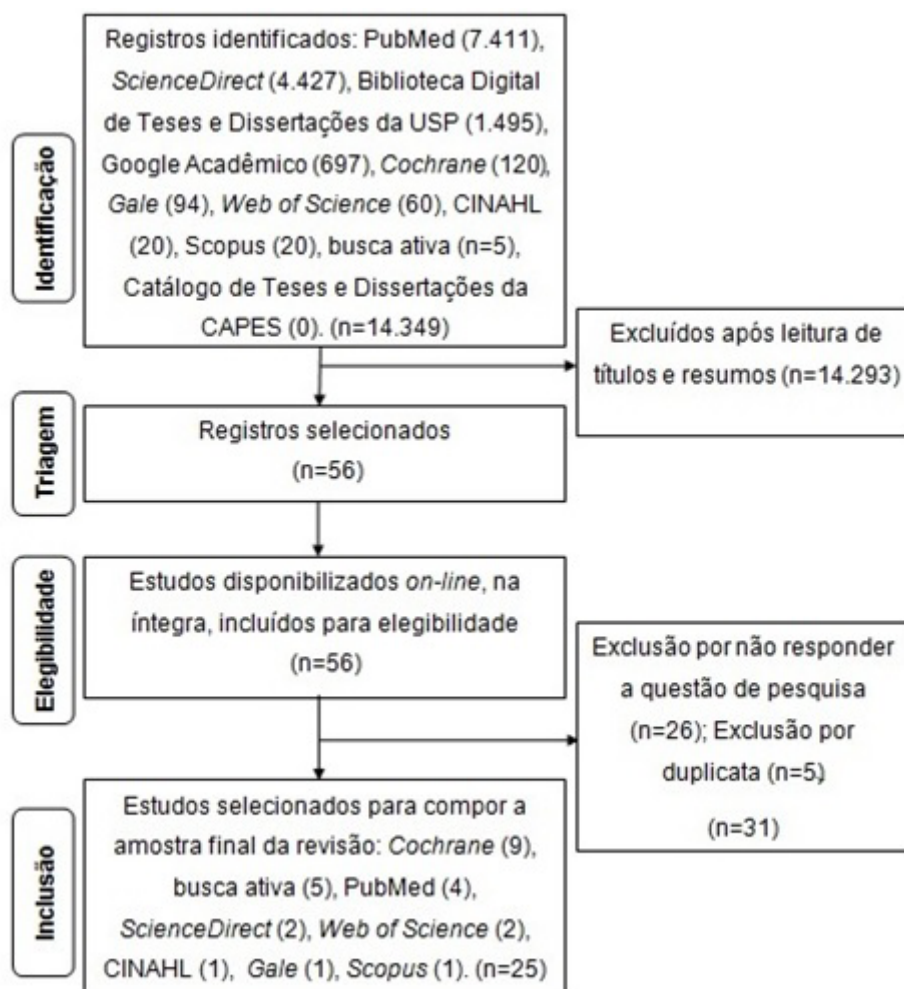 Identificação
Registros identificados: PubMed (7.411),
ScienceDirect (4.427), Biblioteca Digital
de Teses e Dissertações da USP (1.495),
Google Acadêmico (697), Cochrane (120),
Gale (94), Web of Science (60), CINAHL
(20), Scopus (20), busca ativa (n=5),
Catálogo de Teses e Dissertações da
CAPES (0). (n=14.349)
Excluídos após leitura de
títulos e resumos (n=14.293)
Triagem
Registros selecionados
(n=56)
Elegibilidade
Estudos disponibilizados on-line, na
íntegra, incluídos para elegibilidade
(n=56)
Exclusão por não responder
a questão de pesquisa
(n=26); Exclusão por
duplicata (n=5)
(n=31)
Inclusão
Estudos selecionados para compor a
amostra final da revisão: Cochrane (9),
busca ativa (5), PubMed (4),
ScienceDirect (2), Web of Science (2),
CINAHL (1), Gale (1), Scopus (1). (n=25)